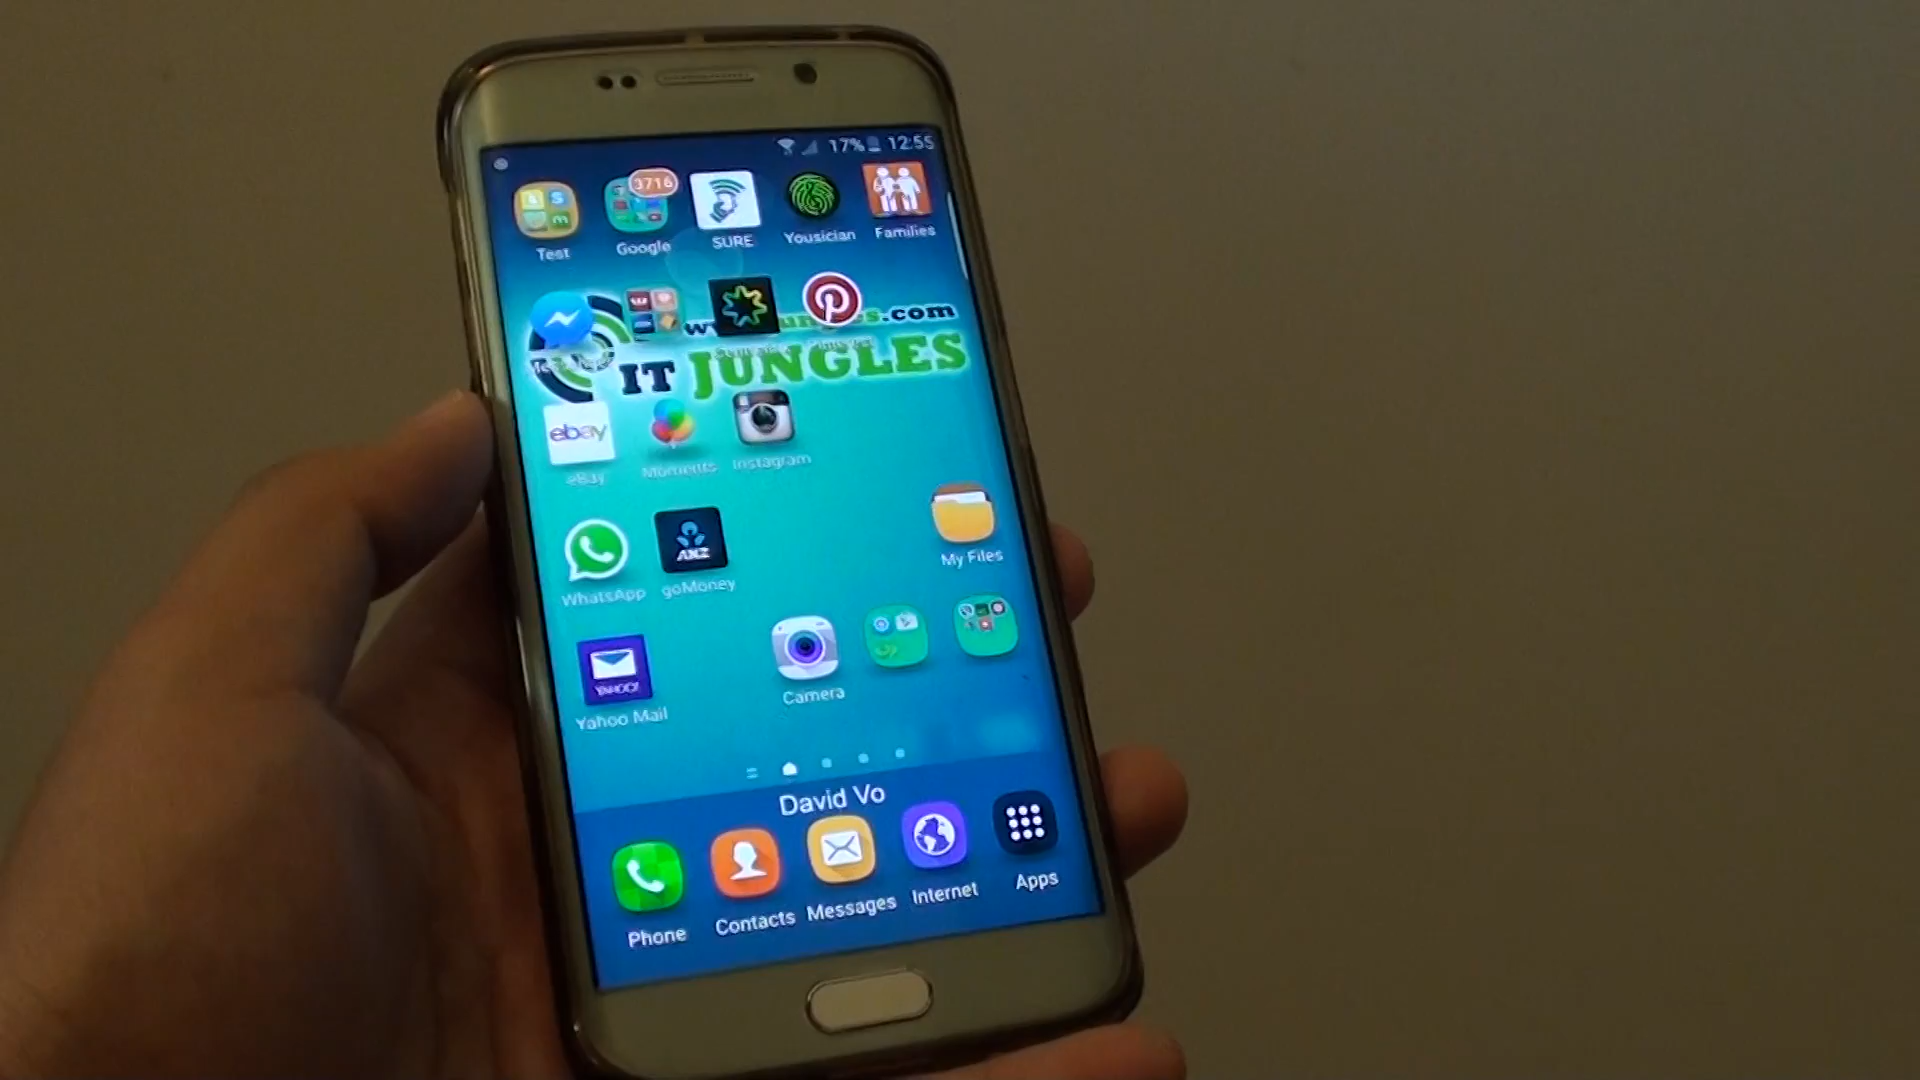 17% 12:55
3716
Test Google SURE Yousician Families
.com
IT JUNGLES
ebay
eBay Moments Instagram
ANZ
WhatsApp goMoney My Files
YAHOO!
Yahoo Mail Camera
David Vo
Phone Contacts Messages Internet Apps